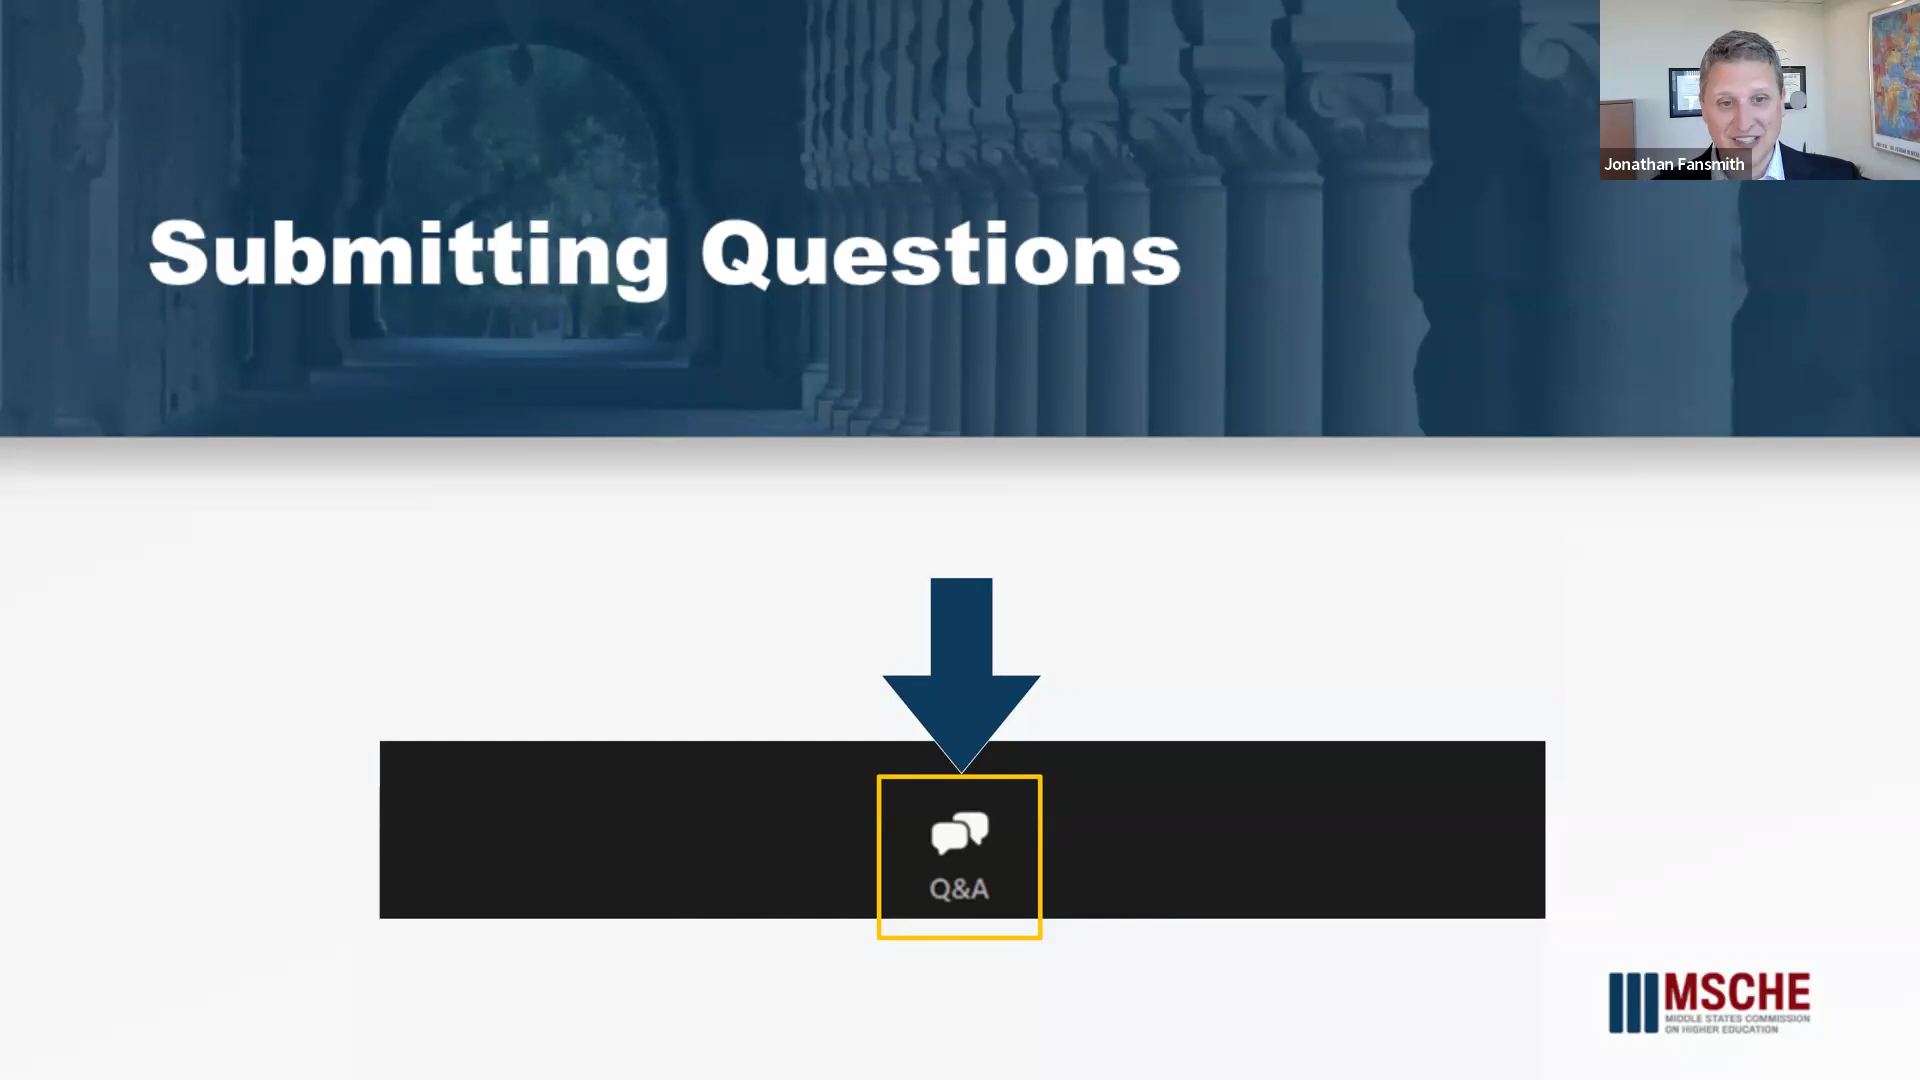 Jonathan Fansmith
Submitting Questions
Q&A
MSCHE
MIDDLE STATES COMMISSION
ON HIGHER EDUCATION